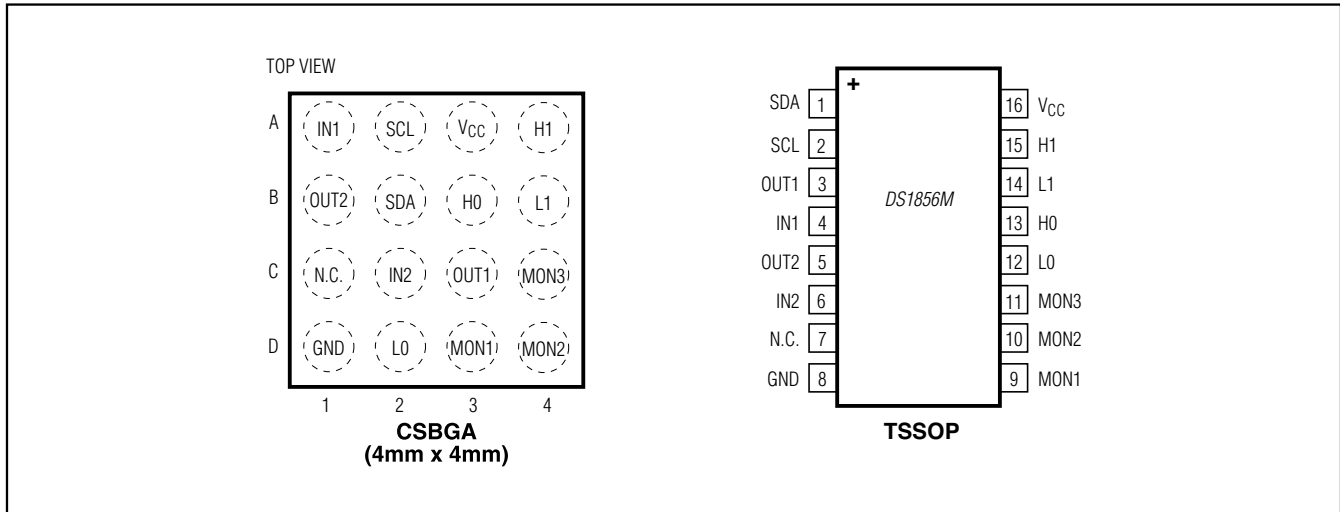 TOP VIEW
A IN1 SCL VCC H1
B OUT2 SDA H0 L1
C N.C. IN2 OUT1 MON3
D GND L0 MON1 MON2
1 2 3 4
CSBGA
(4mm x 4mm)
+
SDA 1 16 VCC
SCL 2 15 H1
OUT1 3 14 L1
DS1856M
IN1 4 13 H0
OUT2 5 12 L0
IN2 6 11 MON3
N.C. 7 10 MON2
GND 8 9 MON1
TSSOP